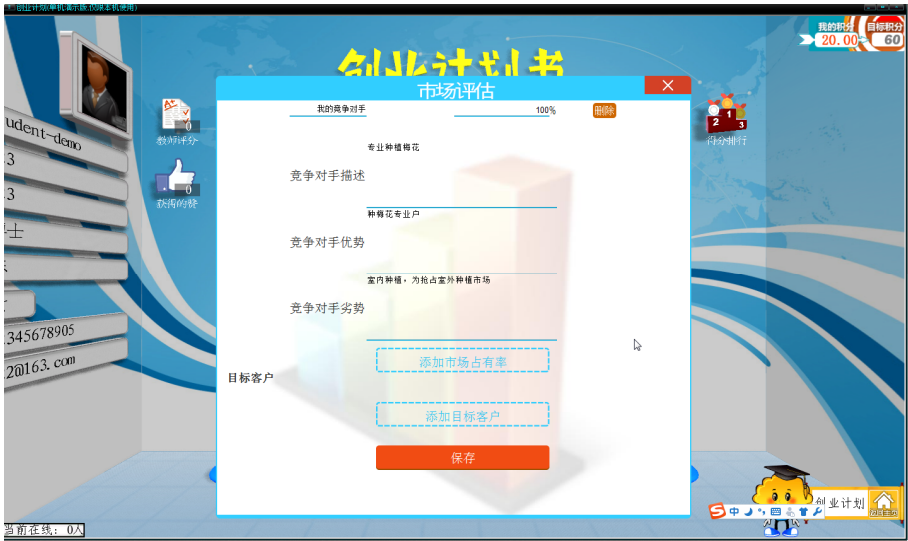 创业计划(单机演示版,仅限本机使用)
我的积分
20.00
目标积分
60
创业计划书
市场评估
我的竞争对手
100%
删除
专业种植梅花
竞争对手描述
种梅花专业户
竞争对手优势
室内种植，为抢占室外种植市场
竞争对手劣势
添加市场占有率
目标客户
添加目标客户
保存
udent-demo
.3
.3
学士
345678905
2@163.com
A+
0
教师评分
0
获得的赞
2
1
3
得分排行
中
创业计划
返回主页
当前在线: 0人